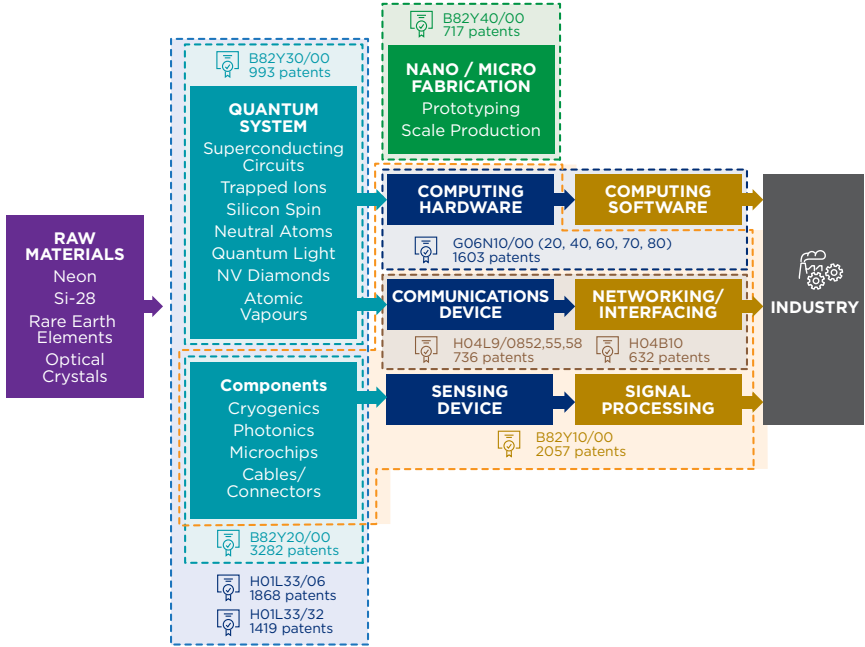 RAW
MATERIALS
Neon
Si-28
Rare Earth
Elements
Optical
Crystals
B82Y30/00
993 patents
QUANTUM
SYSTEM
Superconducting
Circuits
Trapped Ions
Silicon Spin
Neutral Atoms
Quantum Light
NV Diamonds
Atomic
Vapours
Components
Cryogenics
Photonics
Microchips
Cables/
Connectors
B82Y20/00
3282 patents
H01L33/06
1868 patents
H01L33/32
1419 patents
B82Y40/00
717 patents
NANO / MICRO
FABRICATION
Prototyping
Scale Production
COMPUTING
HARDWARE
COMPUTING
SOFTWARE
G06N10/00 (20, 40, 60, 70, 80)
1603 patents
COMMUNICATIONS
DEVICE
NETWORKING/
INTERFACING
H04L9/0852,55,58
736 patents
H04B10
632 patents
SENSING
DEVICE
SIGNAL
PROCESSING
B82Y10/00
2057 patents
INDUSTRY